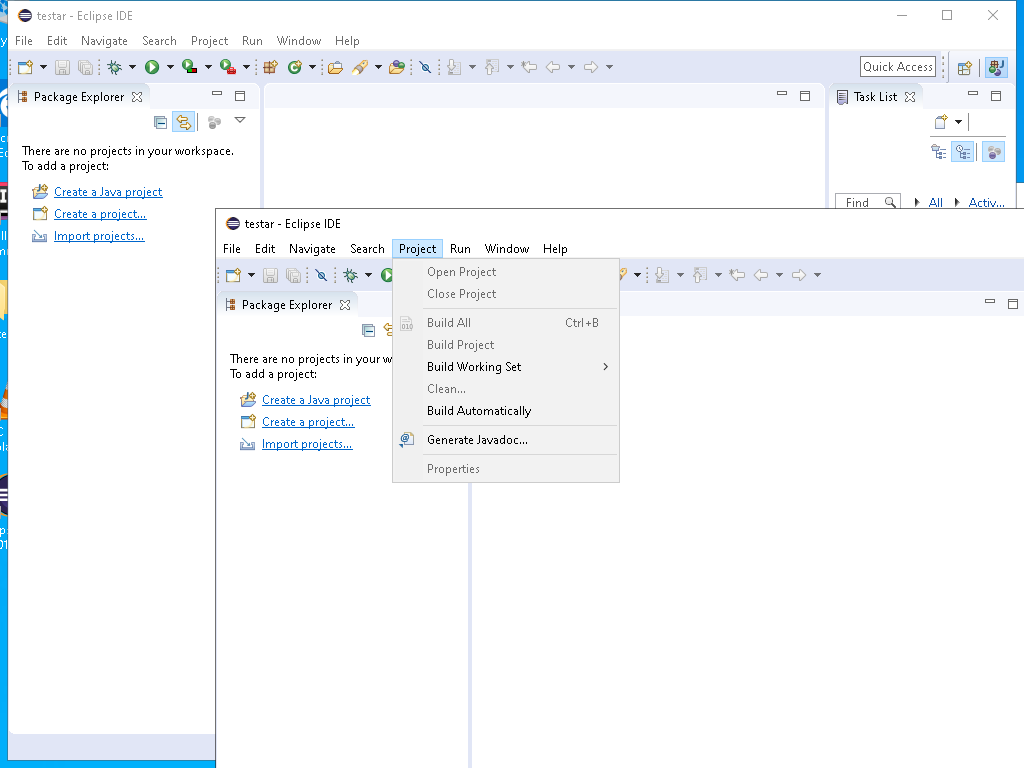 testar - Eclipse IDE
File Edit Navigate Search Project Run Window Help
Quick Access
Package Explorer
Task List
There are no projects in your workspace.
To add a project:
Create a Java project
Create a project...
Import projects...
Find All Activ...
testar - Eclipse IDE
File Edit Navigate Search Project Run Window Help
Package Explorer
There are no projects in your w
To add a project:
Create a Java project
Create a project...
Import projects...
Open Project
Close Project
Build All Ctrl+B
Build Project
Build Working Set
Clean...
Build Automatically
Generate Javadoc...
Properties